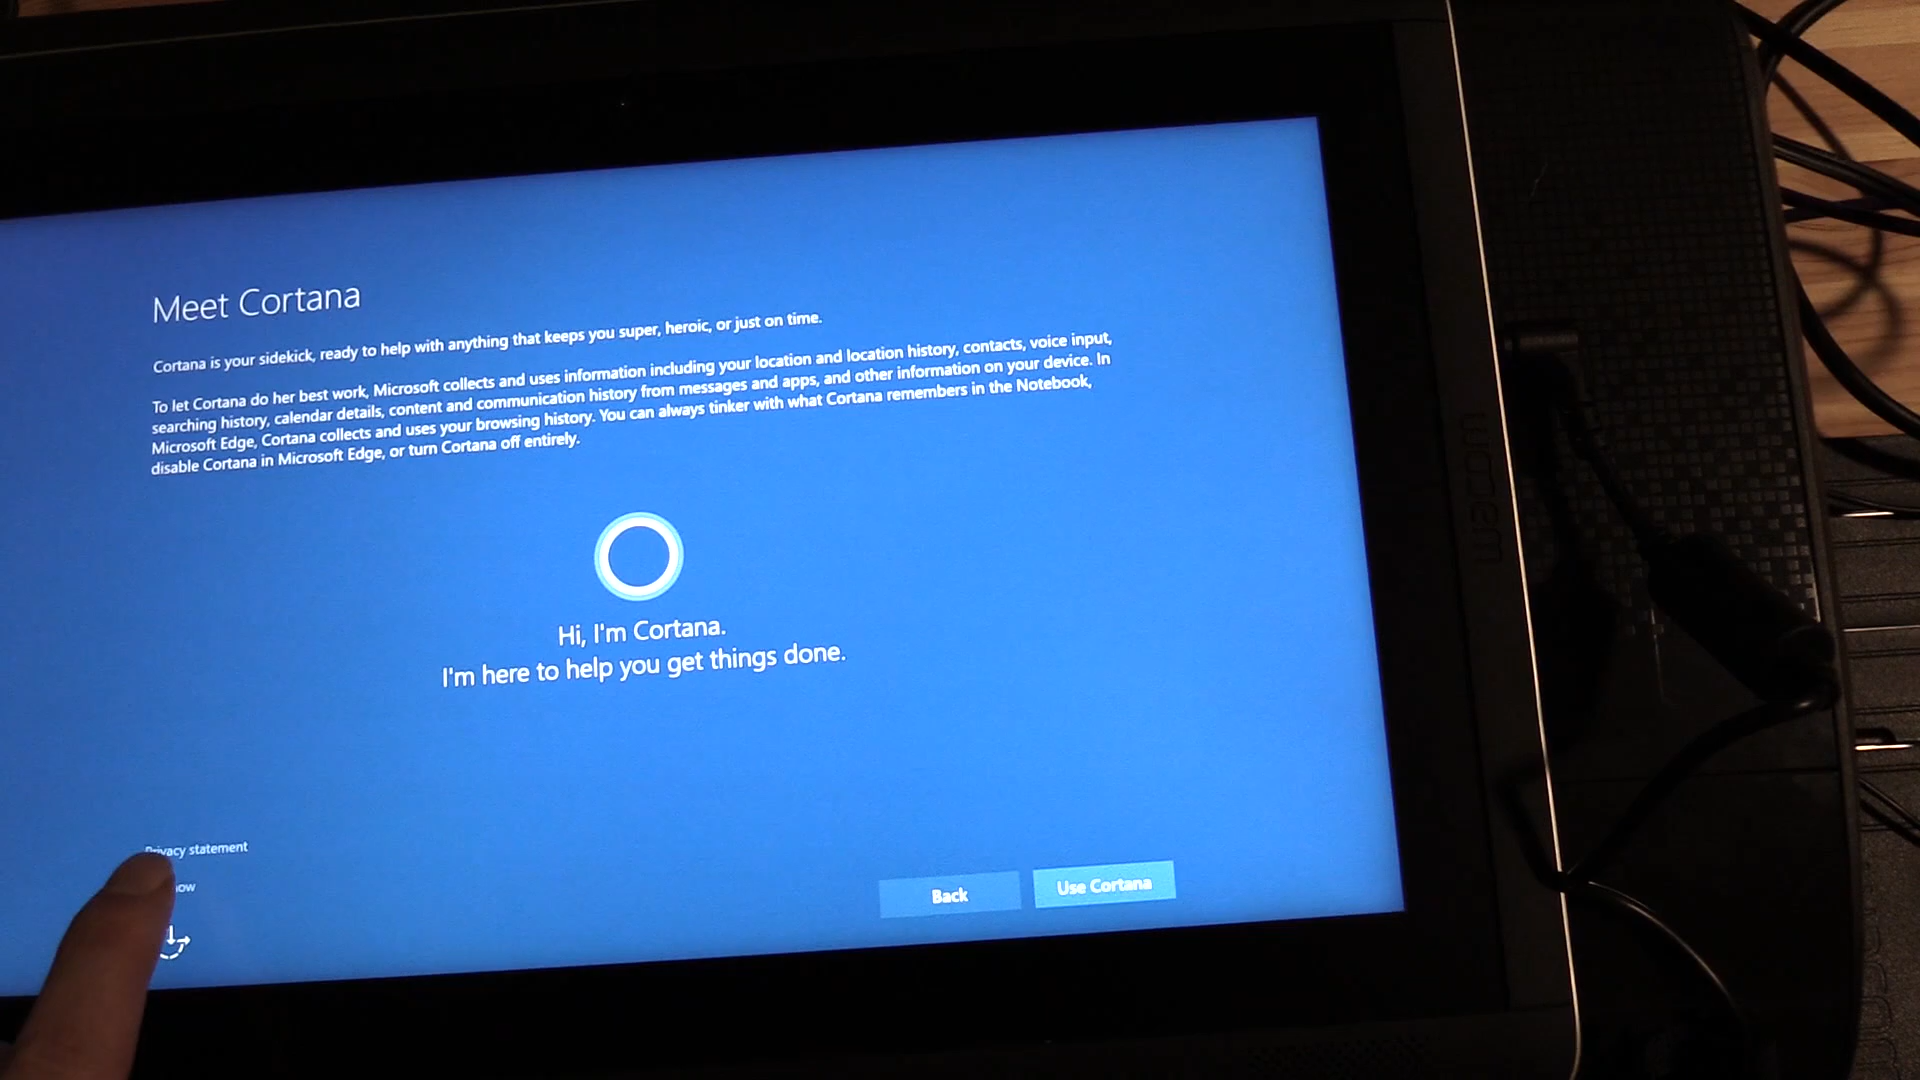 Meet Cortana
Cortana is your sidekick, ready to help with anything that keeps you super, heroic, or just on time.
To let Cortana do her best work, Microsoft collects and uses information including your location and location history, contacts, voice input,
searching history, calendar details, content and communication history from messages and apps, and other information on your device. In
Microsoft Edge, Cortana collects and uses your browsing history. You can always tinker with what Cortana remembers in the Notebook,
disable Cortana in Microsoft Edge, or turn Cortana off entirely.
Hi, I'm Cortana.
I'm here to help you get things done.
Privacy statement
Back
Use Cortana
wacom